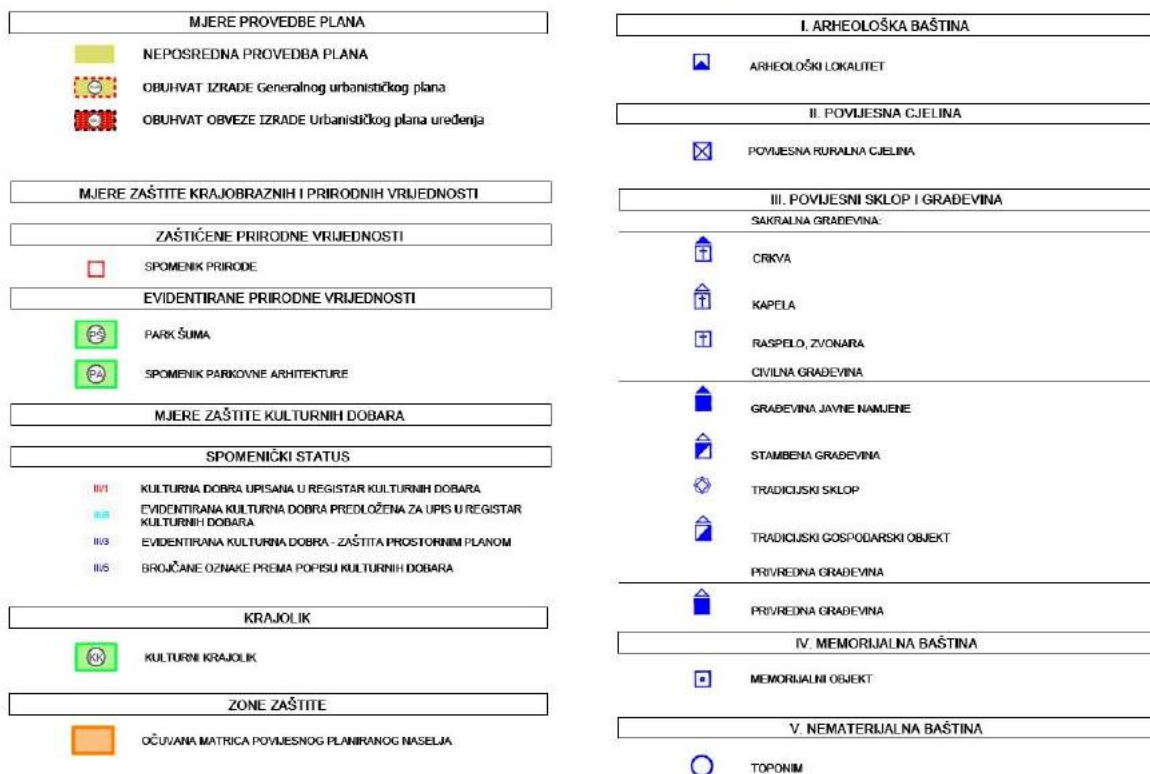 MJERE PROVEDBE PLANA
NEPOSREDNA PROVEDBA PLANA
OBUHVAT IZRADE Generalnog urbanističkog plana
OBUHVAT OBVEZE IZRADE Urbanističkog plana uređenja
MJERE ZAŠTITE KRAJOBRAZNIH I PRIRODNIH VRIJEDNOSTI
ZAŠTIĆENE PRIRODNE VRIJEDNOSTI
SPOMENIK PRIRODE
EVIDENTIRANE PRIRODNE VRIJEDNOSTI
PŠ PARK ŠUMA
PA SPOMENIK PARKOVNE ARHITEKTURE
MJERE ZAŠTITE KULTURNIH DOBARA
SPOMENIČKI STATUS
III/1 KULTURNA DOBRA UPISANA U REGISTAR KULTURNIH DOBARA
EVIDENTIRANA KULTURNA DOBRA PREDLOŽENA ZA UPIS U REGISTAR
KULTURNIH DOBARA
III/3 EVIDENTIRANA KULTURNA DOBRA - ZAŠTITA PROSTORNIM PLANOM
III/5 BROJČANE OZNAKE PREMA POPISU KULTURNIH DOBARA
KRAJOLIK
KK KULTURNI KRAJOLIK
ZONE ZAŠTITE
OČUVANA MATRICA POVIJESNOG PLANIRANOG NASELJA
I. ARHEOLOŠKA BAŠTINA
ARHEOLOŠKI LOKALITET
II. POVIJESNA CJELINA
POVIJESNA RURALNA CJELINA
III. POVIJESNI SKLOP I GRAĐEVINA
SAKRALNA GRAĐEVINA:
CRKVA
KAPELA
RASPELO, ZVONARA
CIVILNA GRAĐEVINA
GRAĐEVINA JAVNE NAMJENE
STAMBENA GRAĐEVINA
TRADICIJSKI SKLOP
TRADICIJSKI GOSPODARSKI OBJEKT
PRIVREDNA GRAĐEVINA
PRIVREDNA GRAĐEVINA
IV. MEMORIJALNA BAŠTINA
MEMORIJALNI OBJEKT
V. NEMATERIJALNA BAŠTINA
TOPONIM